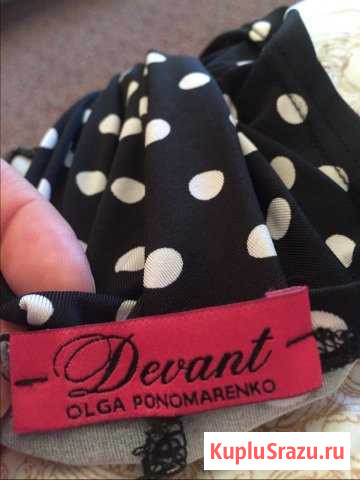 Devant
OLGA PONOMARENKO
KupluSrazu.ru